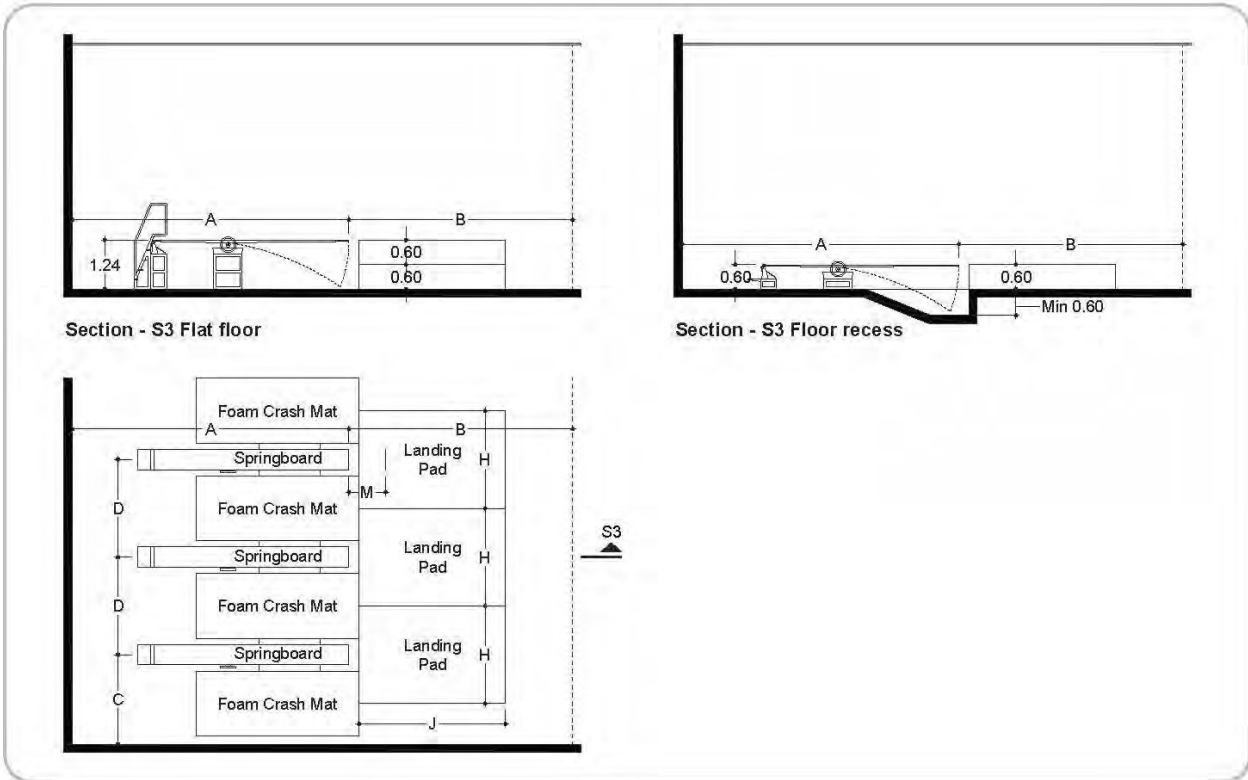 A
B
0.60
0.60
1.24
Section - S3 Flat floor
A
B
0.60
0.60
Min 0.60
Section - S3 Floor recess
Foam Crash Mat
A
B
Springboard
Landing
Pad
H
M
D
Foam Crash Mat
Springboard
Landing
Pad
H
S3
D
Foam Crash Mat
Springboard
Landing
Pad
H
C
Foam Crash Mat
J